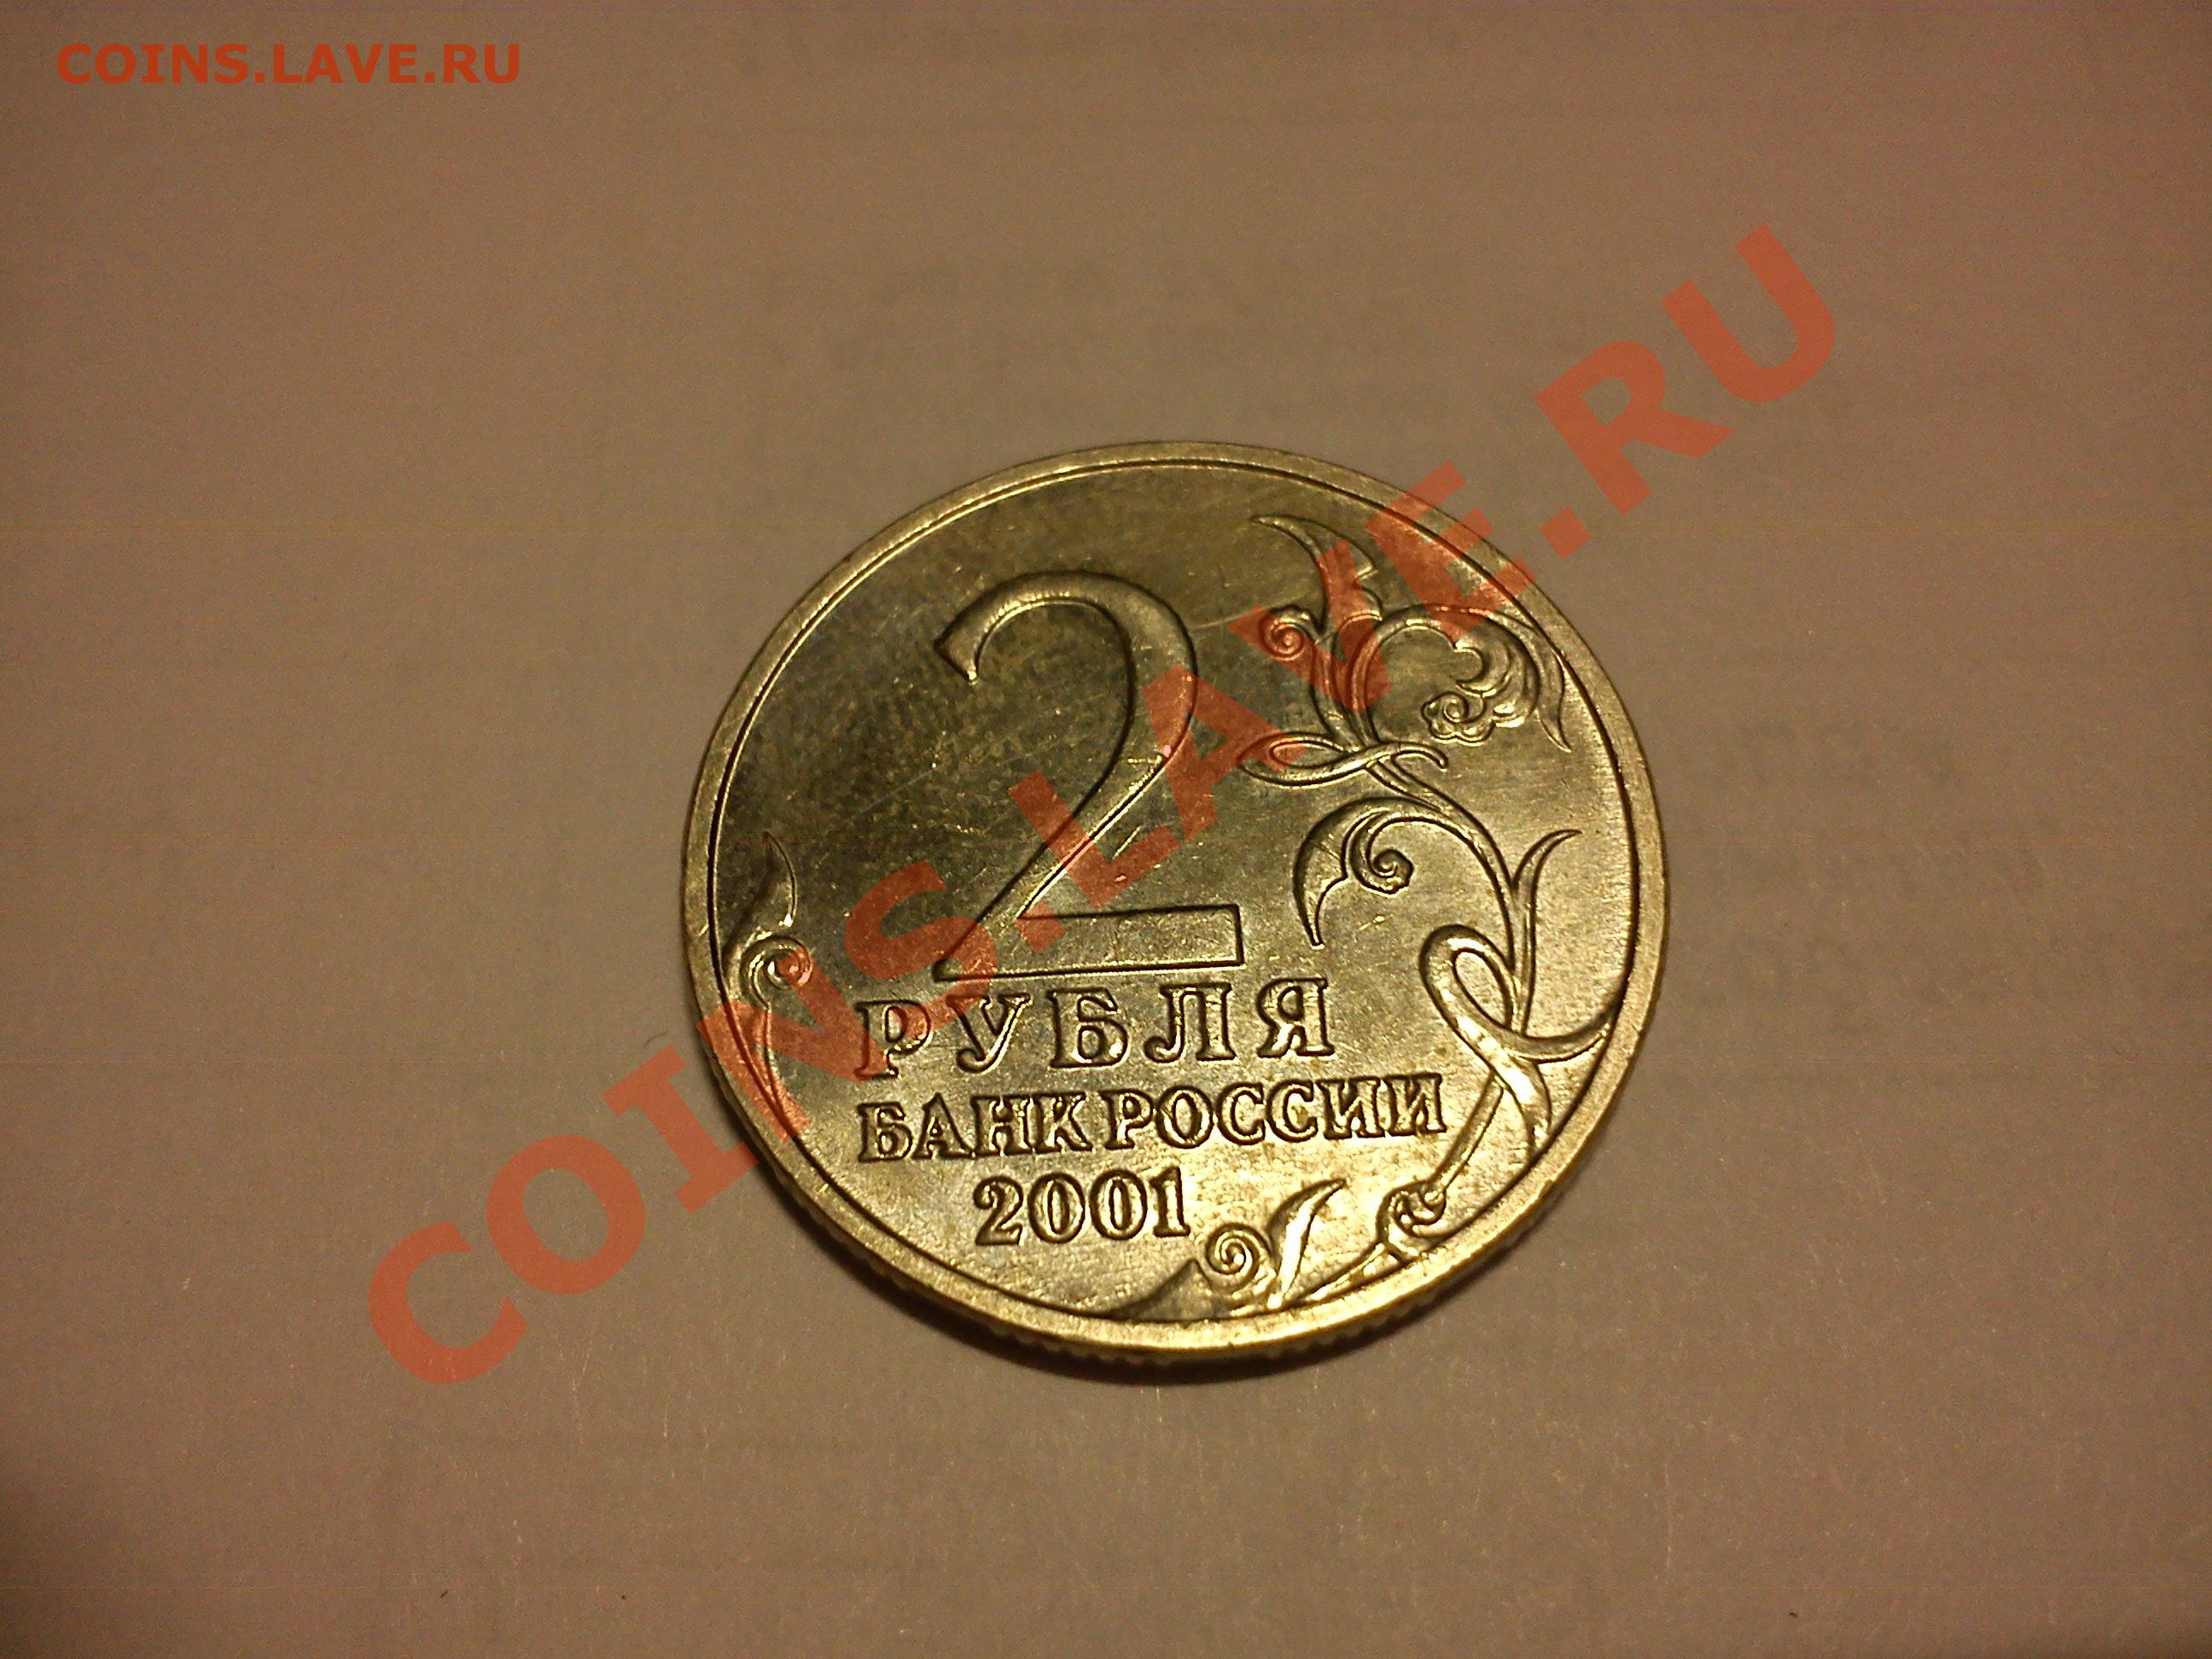 COINS.LAVE.RU
COINS.LAVE.RU
2
РУБЛЯ
БАНК РОССИИ
2001